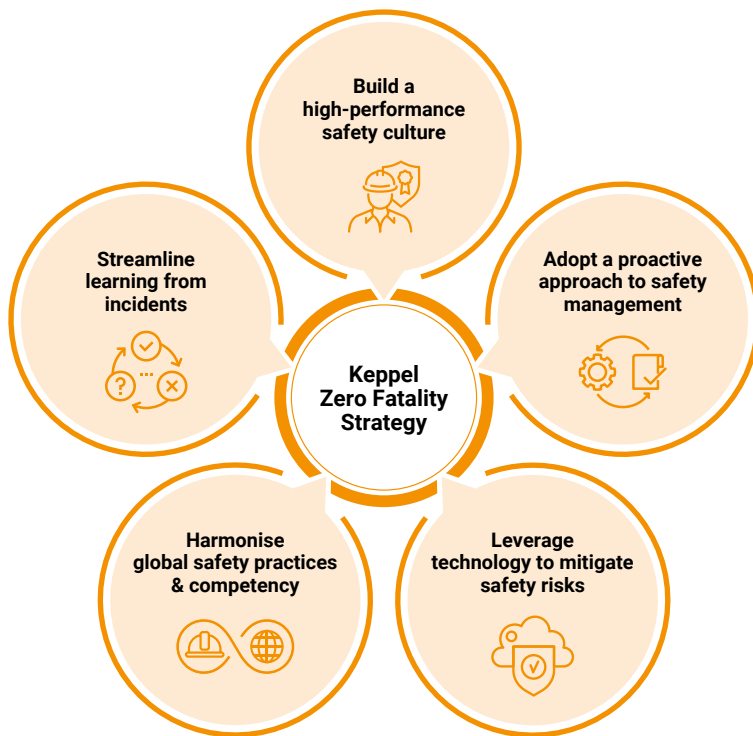 Build a
high-performance
safety culture
Streamline
learning from
incidents
Adopt a proactive
approach to safety
management
Keppel
Zero Fatality
Strategy
?
Harmonise
global safety practices
& competency
Leverage
technology to mitigate
safety risks